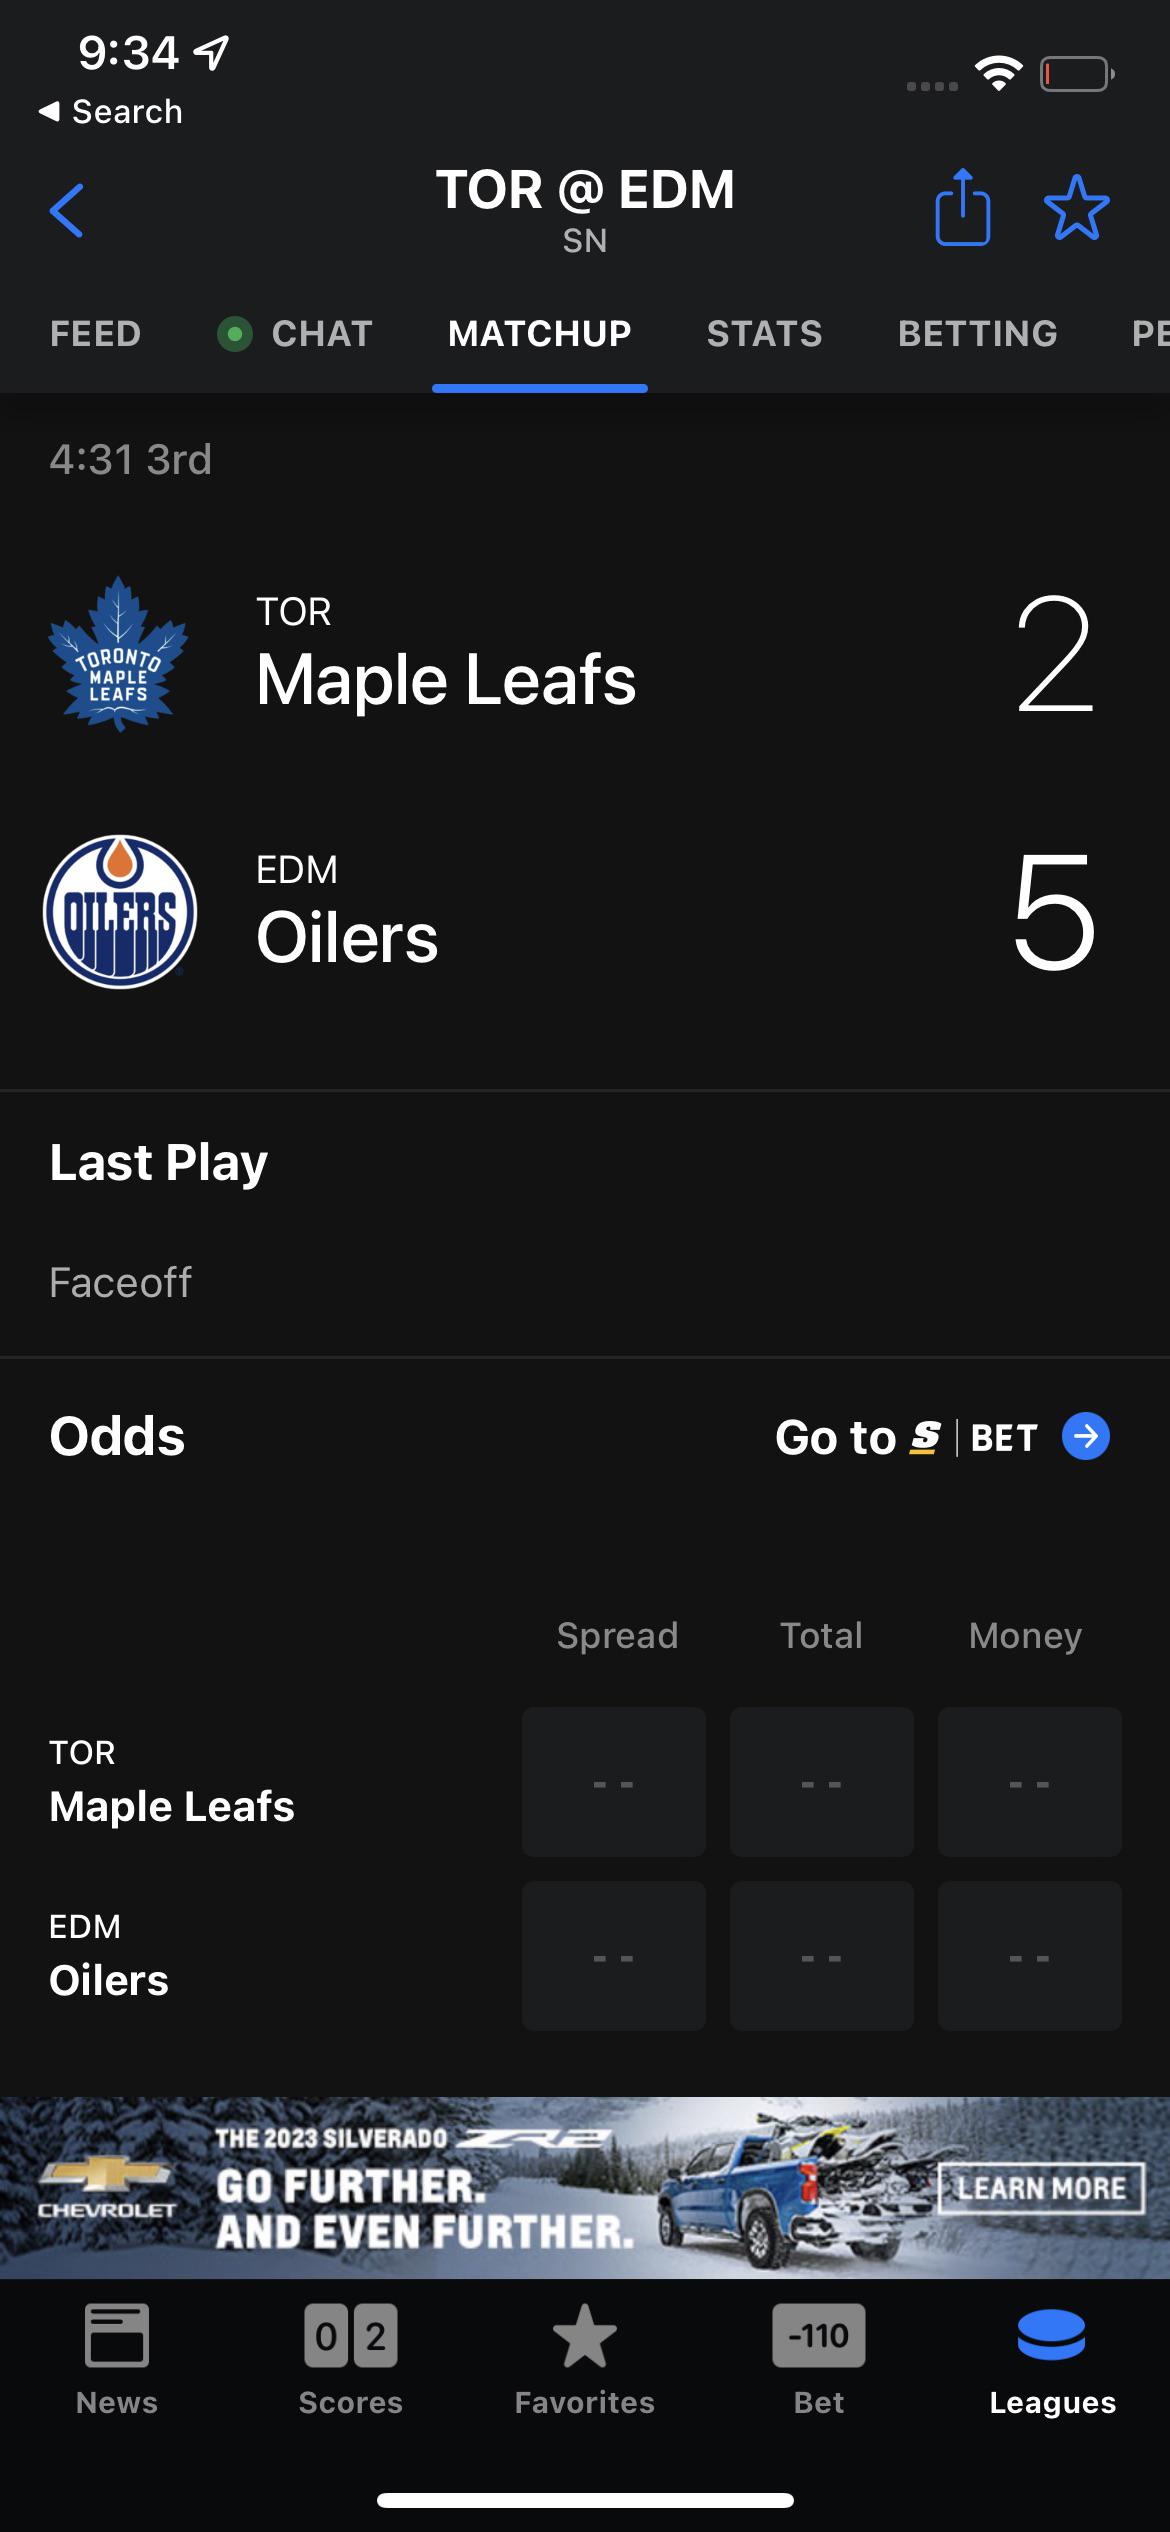 9:34
Search
TOR @ EDM
SN
FEED CHAT MATCHUP STATS BETTING PE
4:31 3rd
TORONTO
MAPLE
LEAFS
TOR
Maple Leafs
2
OILERS
EDM
Oilers
5
Last Play
Faceoff
Odds
Go to S BET
Spread Total Money
TOR
Maple Leafs
-- -- --
EDM
Oilers
-- -- --
THE 2023 SILVERADO ZR2
GO FURTHER.
AND EVEN FURTHER.
CHEVROLET
LEARN MORE
0 2
-110
News Scores Favorites Bet Leagues